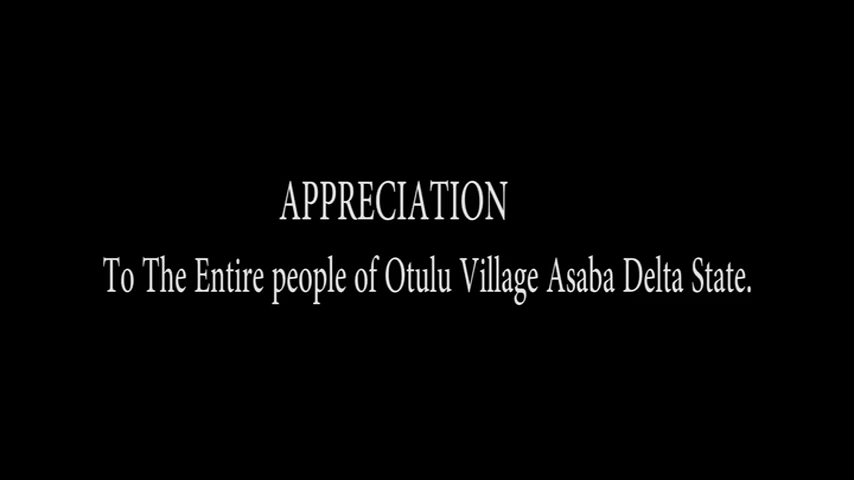 APPRECIATION
To The Entire people of Otulu Village Asaba Delta State.